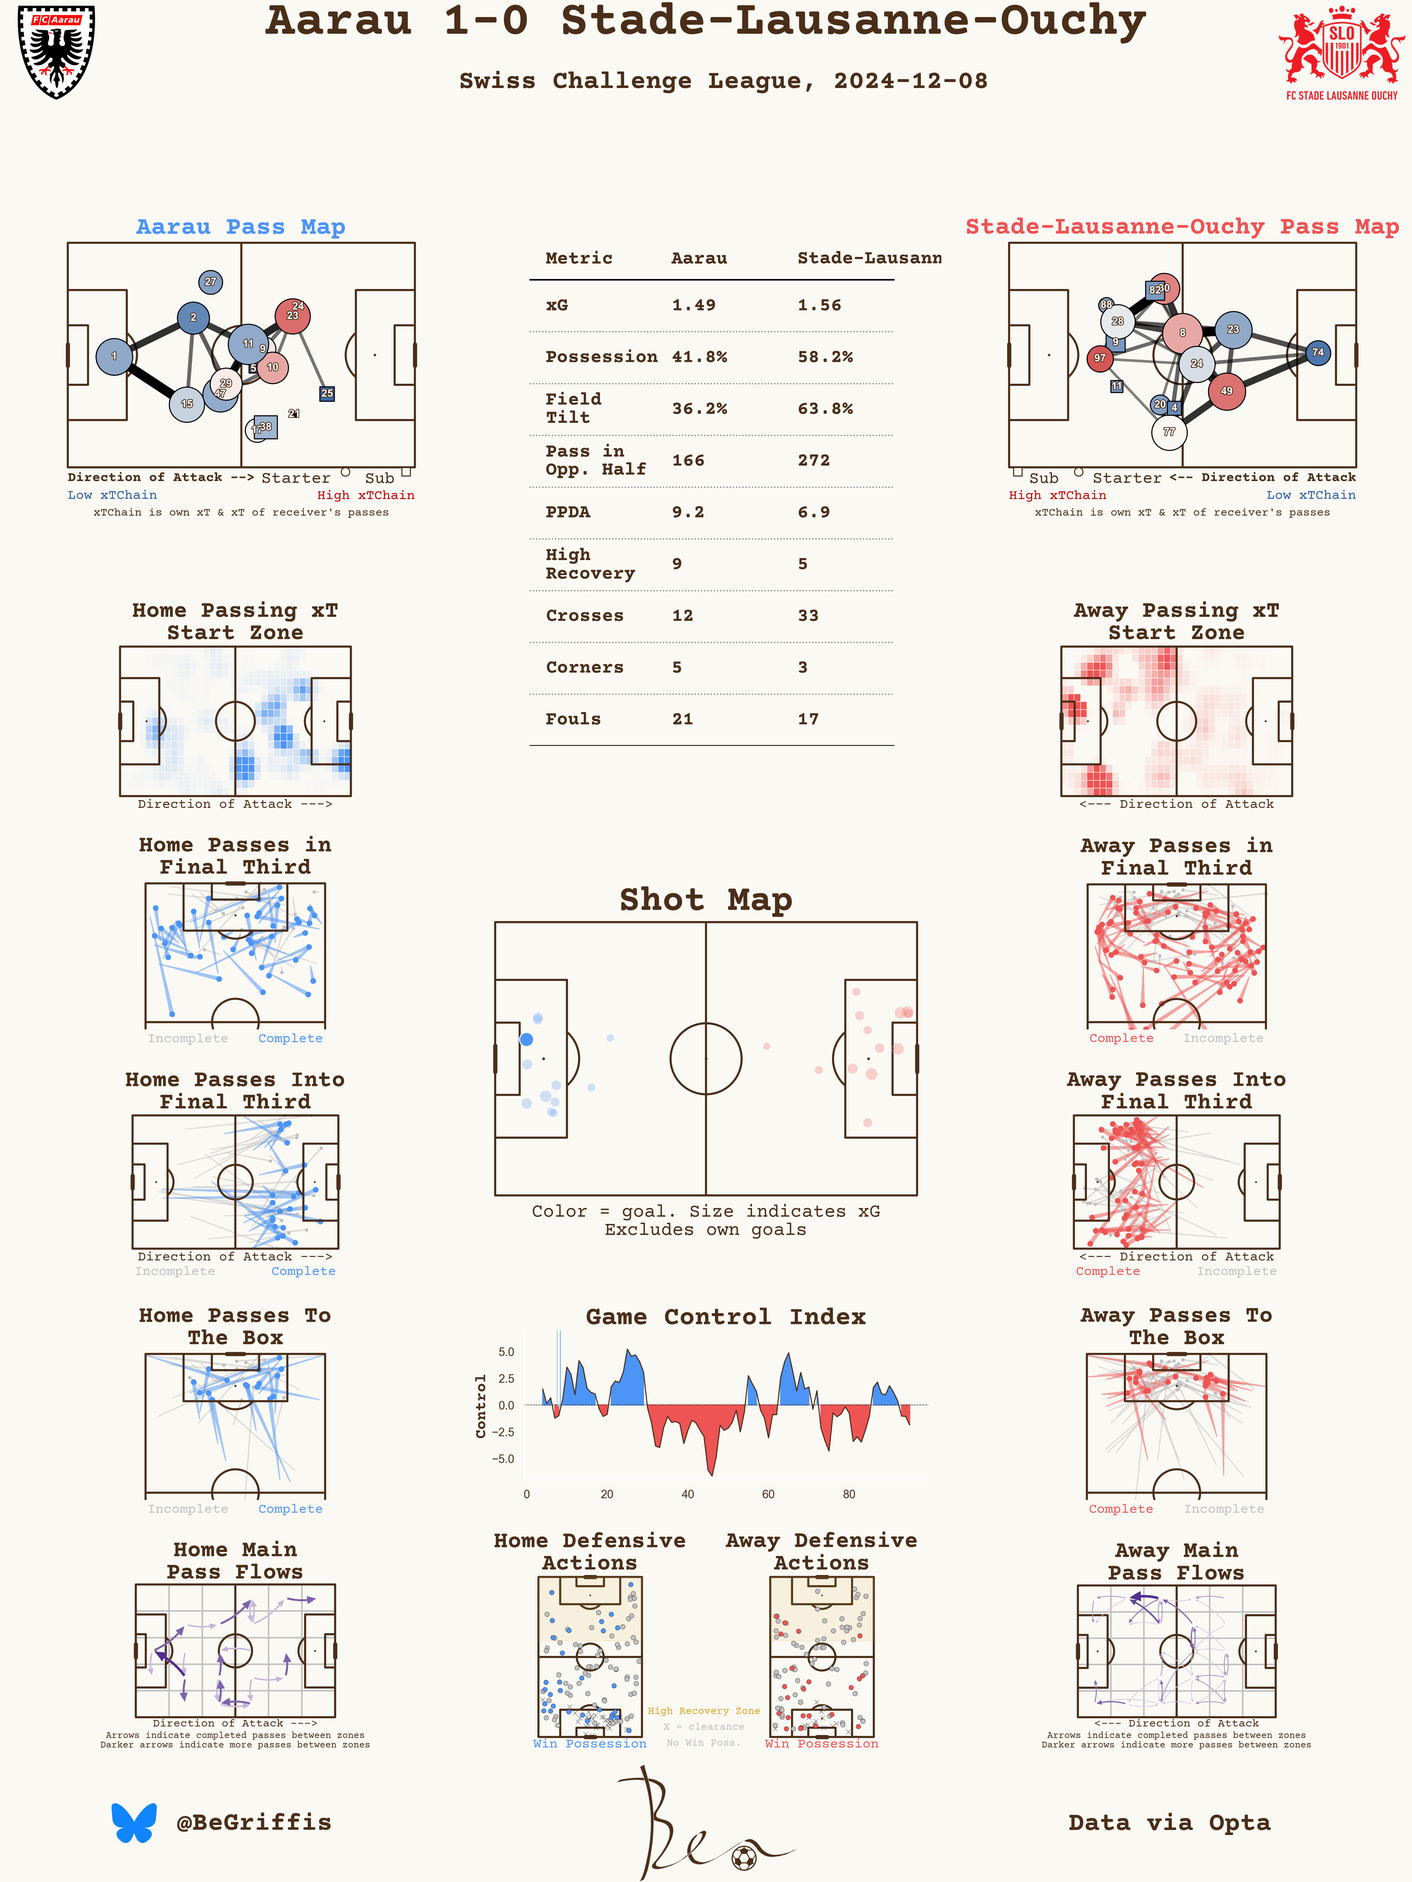 Aarau 1-0 Stade-Lausanne-Ouchy
Swiss Challenge League, 2024-12-08
FC Aarau
SLO
1901
FC STADE LAUSANNE OUCHY
Aarau Pass Map
27
2
1
11
9
24
23
10
5
29
47
15
25
21
38
Direction of Attack --> Starter Sub
Low xTChain High xTChain
xTChain is own xT & xT of receiver's passes
Metric Aarau Stade-Lausann
xG 1.49 1.56
Possession 41.8% 58.2%
Field
Tilt 36.2% 63.8%
Pass in
Opp. Half 166 272
PPDA 9.2 6.9
High
Recovery 9 5
Crosses 12 33
Corners 5 3
Fouls 21 17
Stade-Lausanne-Ouchy Pass Map
82
80
88
28
8
23
9
97
24
74
11
49
20
4
77
Sub Starter <-- Direction of Attack
High xTChain Low xTChain
xTChain is own xT & xT of receiver's passes
Home Passing xT
Start Zone
Direction of Attack --->
Away Passing xT
Start Zone
<--- Direction of Attack
Home Passes in
Final Third
Incomplete Complete
Away Passes in
Final Third
Complete Incomplete
Shot Map
Color = goal. Size indicates xG
Excludes own goals
Home Passes Into
Final Third
Direction of Attack --->
Incomplete Complete
Away Passes Into
Final Third
<--- Direction of Attack
Complete Incomplete
Home Passes To
The Box
Incomplete Complete
Game Control Index
Control
5.0
2.5
0.0
−2.5
−5.0
0 20 40 60 80
Away Passes To
The Box
Complete Incomplete
Home Main
Pass Flows
Direction of Attack --->
Arrows indicate completed passes between zones
Darker arrows indicate more passes between zones
Home Defensive
Actions
Win Possession
High Recovery Zone
X = clearance
No Win Poss.
Away Defensive
Actions
Win Possession
Away Main
Pass Flows
<--- Direction of Attack
Arrows indicate completed passes between zones
Darker arrows indicate more passes between zones
@BeGriffis
Ben
Data via Opta